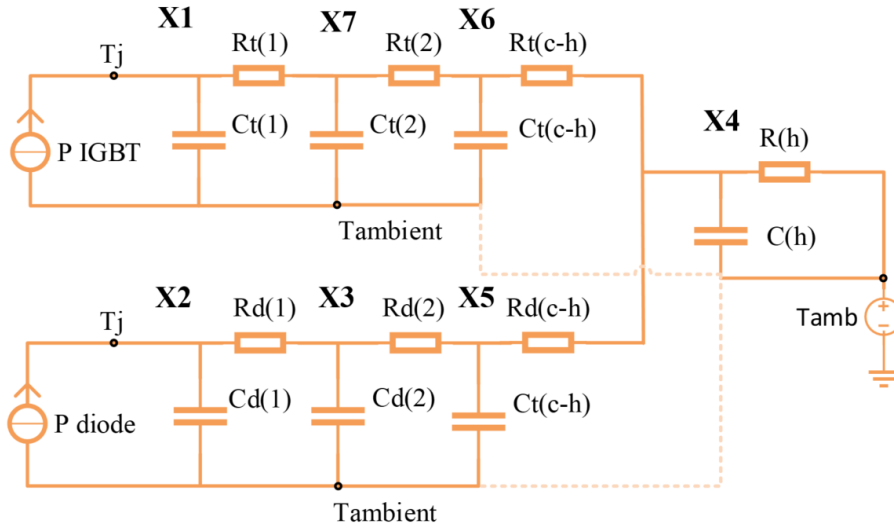 X1
X7
X6
Tj
Rt(1)
Rt(2)
Rt(c-h)
P IGBT
Ct(1)
Ct(2)
Ct(c-h)
X4
R(h)
C(h)
Tambient
Tamb
+
-
X2
X3
X5
Tj
Rd(1)
Rd(2)
Rd(c-h)
P diode
Cd(1)
Cd(2)
Ct(c-h)
Tambient